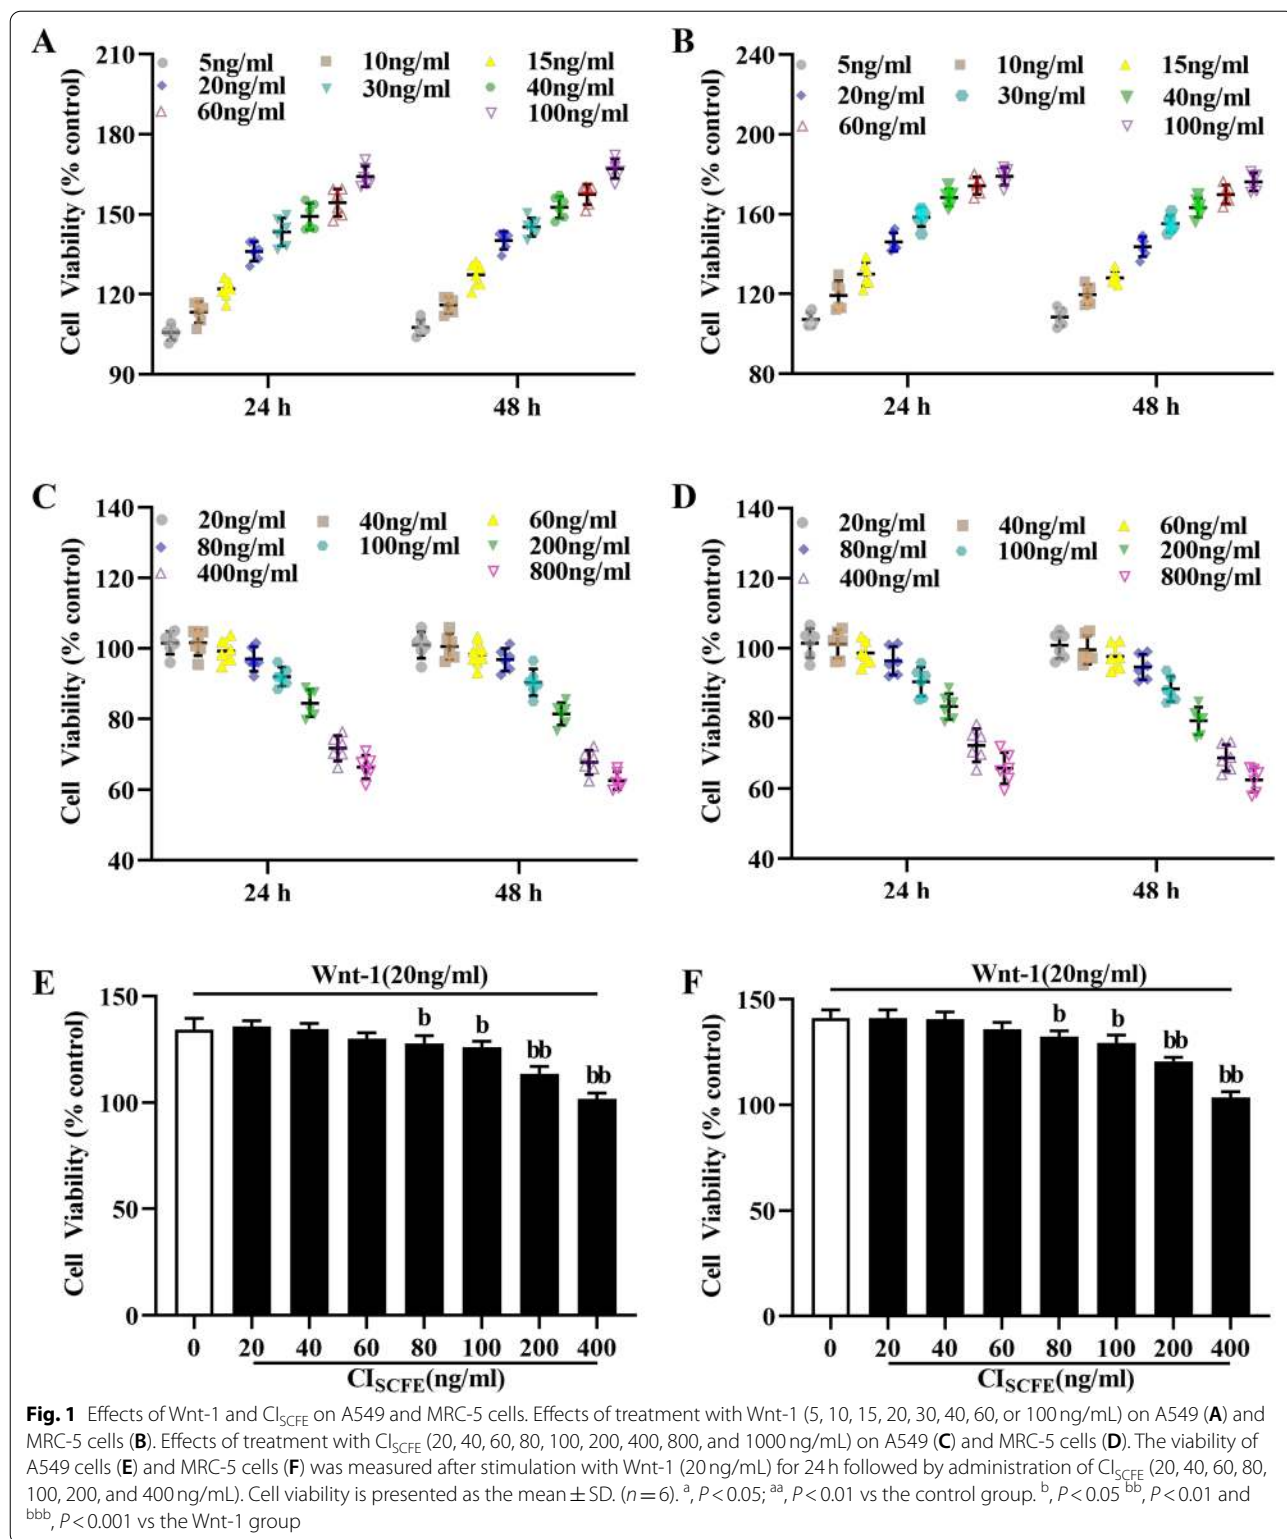 A
Cell Viability (% control)
210
180
150
120
90
5ng/ml 10ng/ml 15ng/ml
20ng/ml 30ng/ml 40ng/ml
60ng/ml 100ng/ml
24 h 48 h
B
Cell Viability (% control)
240
200
160
120
80
5ng/ml 10ng/ml 15ng/ml
20ng/ml 30ng/ml 40ng/ml
60ng/ml 100ng/ml
24 h 48 h
C
Cell Viability (% control)
140
120
100
80
60
40
20ng/ml 40ng/ml 60ng/ml
80ng/ml 100ng/ml 200ng/ml
400ng/ml 800ng/ml
24 h 48 h
D
Cell Viability (% control)
140
120
100
80
60
40
20ng/ml 40ng/ml 60ng/ml
80ng/ml 100ng/ml 200ng/ml
400ng/ml 800ng/ml
24 h 48 h
E
Wnt-1(20ng/ml)
Cell Viability (% control)
150
100
50
0
b b bb bb
0 20 40 60 80 100 200 400
CISCFE(ng/ml)
F
Wnt-1(20ng/ml)
Cell Viability (% control)
150
100
50
0
b b bb bb
0 20 40 60 80 100 200 400
CISCFE(ng/ml)
Fig. 1 Effects of Wnt-1 and CISCFE on A549 and MRC-5 cells. Effects of treatment with Wnt-1 (5, 10, 15, 20, 30, 40, 60, or 100 ng/mL) on A549 (A) and
MRC-5 cells (B). Effects of treatment with CISCFE (20, 40, 60, 80, 100, 200, 400, 800, and 1000 ng/mL) on A549 (C) and MRC-5 cells (D). The viability of
A549 cells (E) and MRC-5 cells (F) was measured after stimulation with Wnt-1 (20 ng/mL) for 24 h followed by administration of CISCFE (20, 40, 60, 80,
100, 200, and 400 ng/mL). Cell viability is presented as the mean ± SD. (n = 6). a, P < 0.05; aa, P < 0.01 vs the control group. b, P < 0.05 bb, P < 0.01 and
bbb, P < 0.001 vs the Wnt-1 group